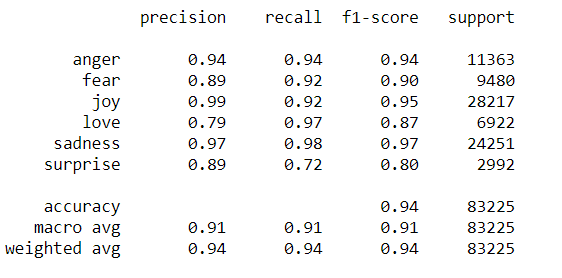 precision recall f1-score support
anger 0.94 0.94 0.94 11363
fear 0.89 0.92 0.90 9480
joy 0.99 0.92 0.95 28217
love 0.79 0.97 0.87 6922
sadness 0.97 0.98 0.97 24251
surprise 0.89 0.72 0.80 2992
accuracy 0.94 83225
macro avg 0.91 0.91 0.91 83225
weighted avg 0.94 0.94 0.94 83225